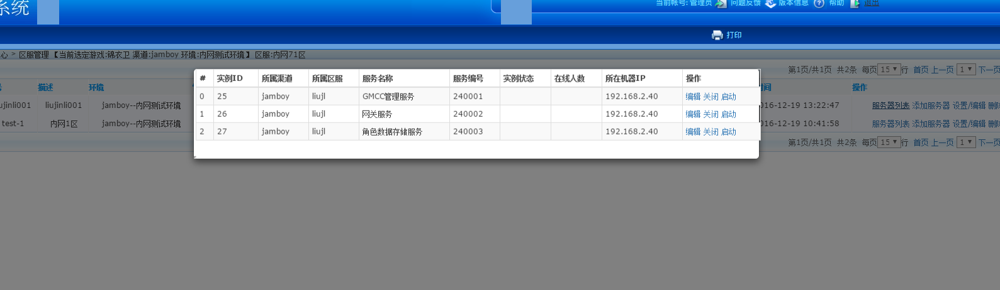 系统
当前帐号: 管理员 问题反馈 版本信息 帮助 退出
打印
心 > 区服管理 【当前选定游戏:锦衣卫 渠道:jamboy 环境:内网测试环境】 区服:内网71区
第1页/共1页 共2条 每页 15 行 首页 上一页 1 下一页
号 描述 环境 时间 操作
ujinli001 liujinli001 jamboy--内网测试环境 016-12-19 13:22:47 服务器列表 添加服务器 设置/编辑 删除
test-1 内网1区 jamboy--内网测试环境 016-12-19 10:41:58 服务器列表 添加服务器 设置/编辑 删除
第1页/共1页 共2条 每页 15 行 首页 上一页 1 下一页
# 实例ID 所属渠道 所属区服 服务名称 服务编号 实例状态 在线人数 所在机器IP 操作
0 25 jamboy liujl GMCC管理服务 240001 192.168.2.40 编辑 关闭 启动
1 26 jamboy liujl 网关服务 240002 192.168.2.40 编辑 关闭 启动
2 27 jamboy liujl 角色数据存储服务 240003 192.168.2.40 编辑 关闭 启动